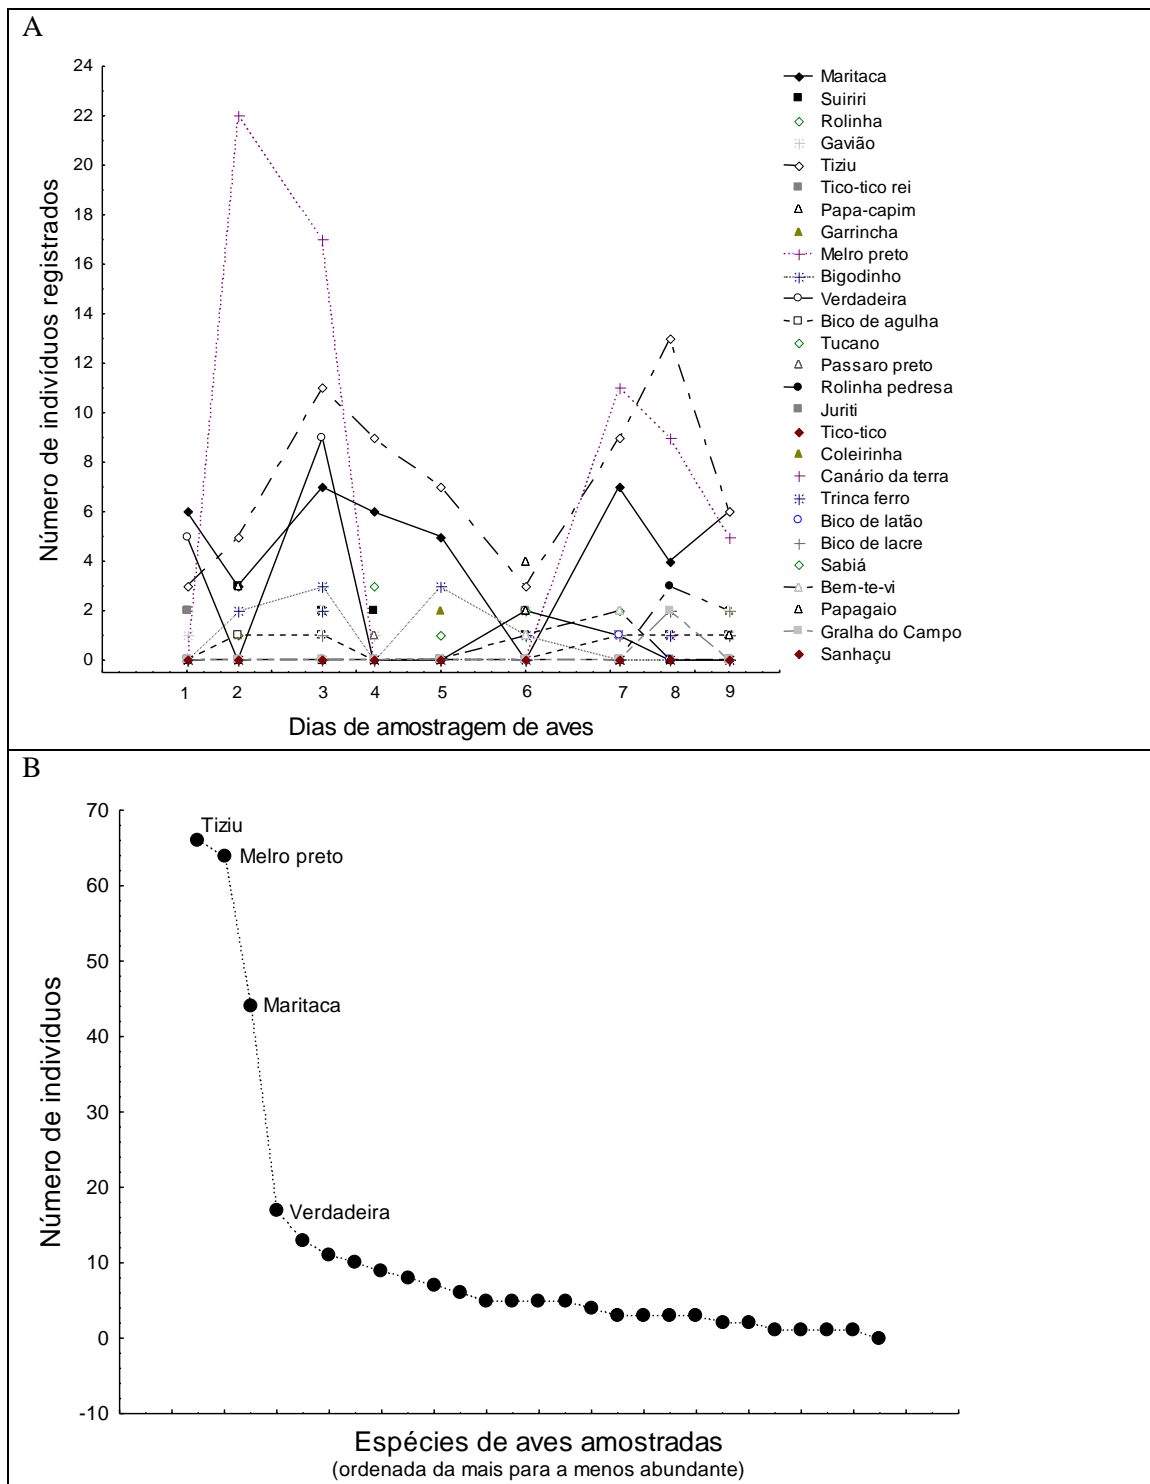 A
24
22
20
18
16
14
12
10
8
6
4
2
0
Número de indivíduos registrados
1 2 3 4 5 6 7 8 9
Dias de amostragem de aves
Maritaca
Suiriri
Rolinha
Gavião
Tiziu
Tico-tico rei
Papa-capim
Garrincha
Melro preto
Bigodinho
Verdadeira
Bico de agulha
Tucano
Passaro preto
Rolinha pedresa
Juriti
Tico-tico
Coleirinha
Canário da terra
Trinca ferro
Bico de latão
Bico de lacre
Sabiá
Bem-te-vi
Papagaio
Gralha do Campo
Sanhaçu
B
70
60
50
40
30
20
10
0
-10
Número de indivíduos
Tiziu
Melro preto
Maritaca
Verdadeira
Espécies de aves amostradas
(ordenada da mais para a menos abundante)